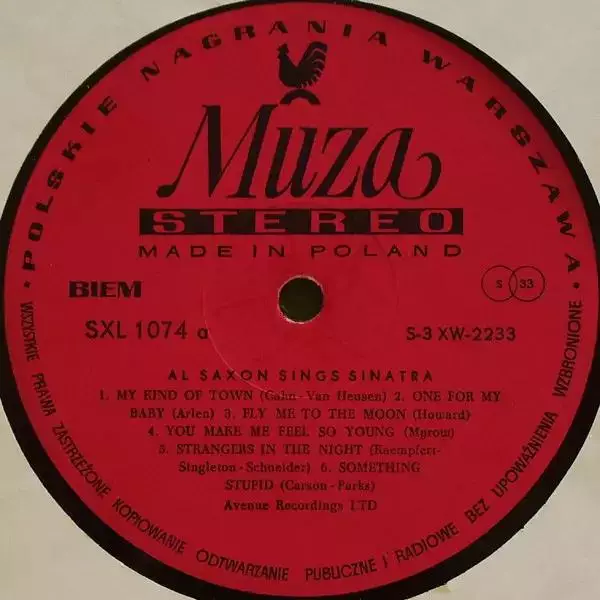 • POLSKIE NAGRANIA WARSZAWA •
Muza
STEREO
MADE IN POLAND
BIEM
S 33
SXL 1074 a
S-3 XW-2233
AL SAXON SINGS SINATRA
1. MY KIND OF TOWN (Cahn-Van Heusen) 2. ONE FOR MY
BABY (Arlen) 3. FLY ME TO THE MOON (Howard)
4. YOU MAKE ME FEEL SO YOUNG (Myrow)
5. STRANGERS IN THE NIGHT (Kaempfert-
Singleton-Schneider) 6. SOMETHING
STUPID (Carson-Parks)
Avenue Recordings LTD
WSZYSTKIE PRAWA ZASTRZEŻONE KOPIOWANIE ODTWARZANIE PUBLICZNE I RADIOWE BEZ UPOWAŻNIENIA WZBRONIONE